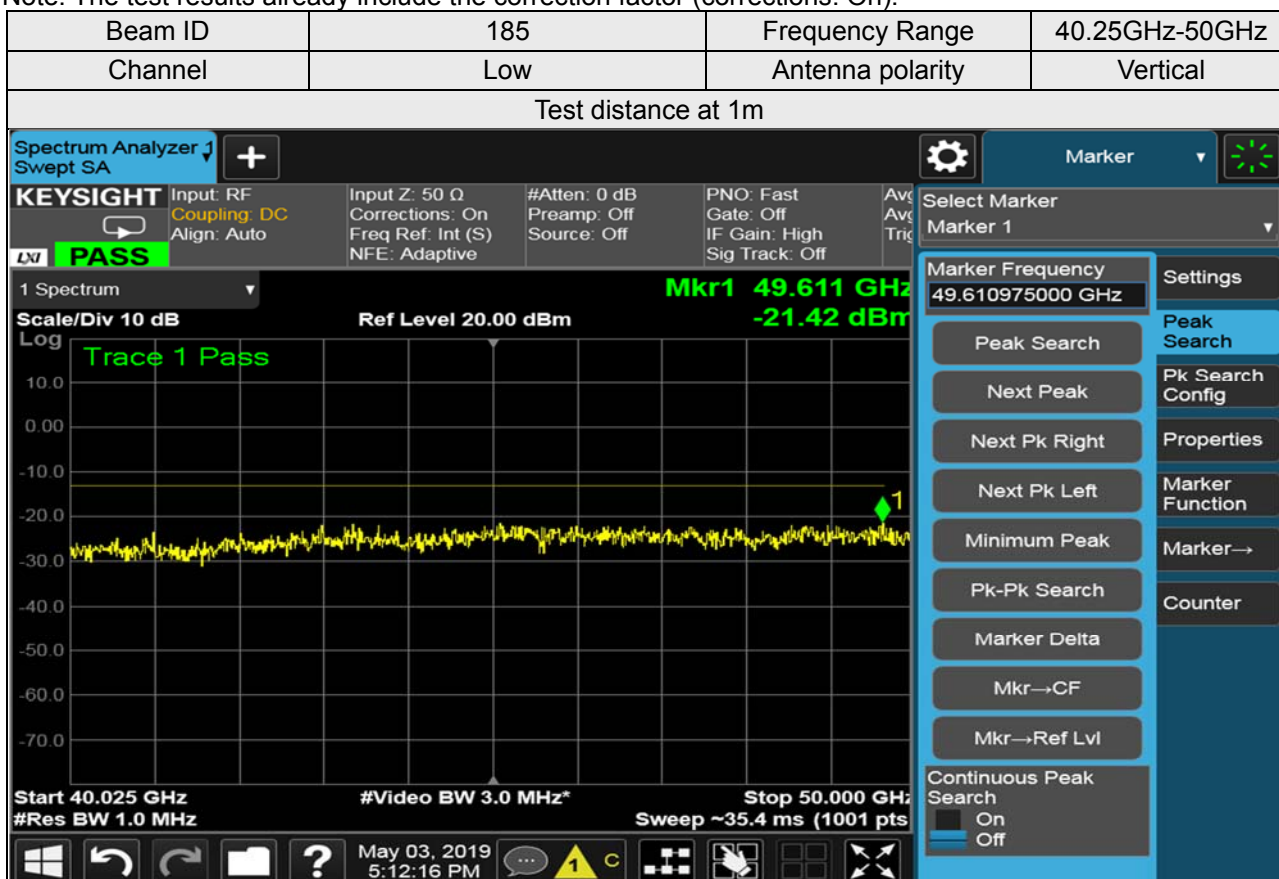 Note: The test results already include the correction factor (corrections: On).
Beam ID 185 Frequency Range 40.25GHz-50GHz
Channel Low Antenna polarity Vertical
Test distance at 1m
Spectrum Analyzer 1
Swept SA
+
Marker
KEYSIGHT
LXI PASS
Input: RF
Coupling: DC
Align: Auto
Input Z: 50 Ω
Corrections: On
Freq Ref: Int (S)
NFE: Adaptive
#Atten: 0 dB
Preamp: Off
Source: Off
PNO: Fast
Gate: Off
IF Gain: High
Sig Track: Off
Avg
Avg
Trig
Select Marker
Marker 1
1 Spectrum
Scale/Div 10 dB
Log
Ref Level 20.00 dBm
Mkr1 49.611 GHz
-21.42 dBm
Trace 1 Pass
10.0
0.00
-10.0
-20.0
-30.0
-40.0
-50.0
-60.0
-70.0
1
Start 40.025 GHz
#Res BW 1.0 MHz
#Video BW 3.0 MHz*
Stop 50.000 GHz
Sweep ~35.4 ms (1001 pts
Marker Frequency
49.610975000 GHz
Peak Search
Next Peak
Next Pk Right
Next Pk Left
Minimum Peak
Pk-Pk Search
Marker Delta
Mkr→CF
Mkr→Ref Lvl
Continuous Peak
Search
On
Off
Settings
Peak
Search
Pk Search
Config
Properties
Marker
Function
Marker→
Counter
?
May 03, 2019
5:12:16 PM
1
C